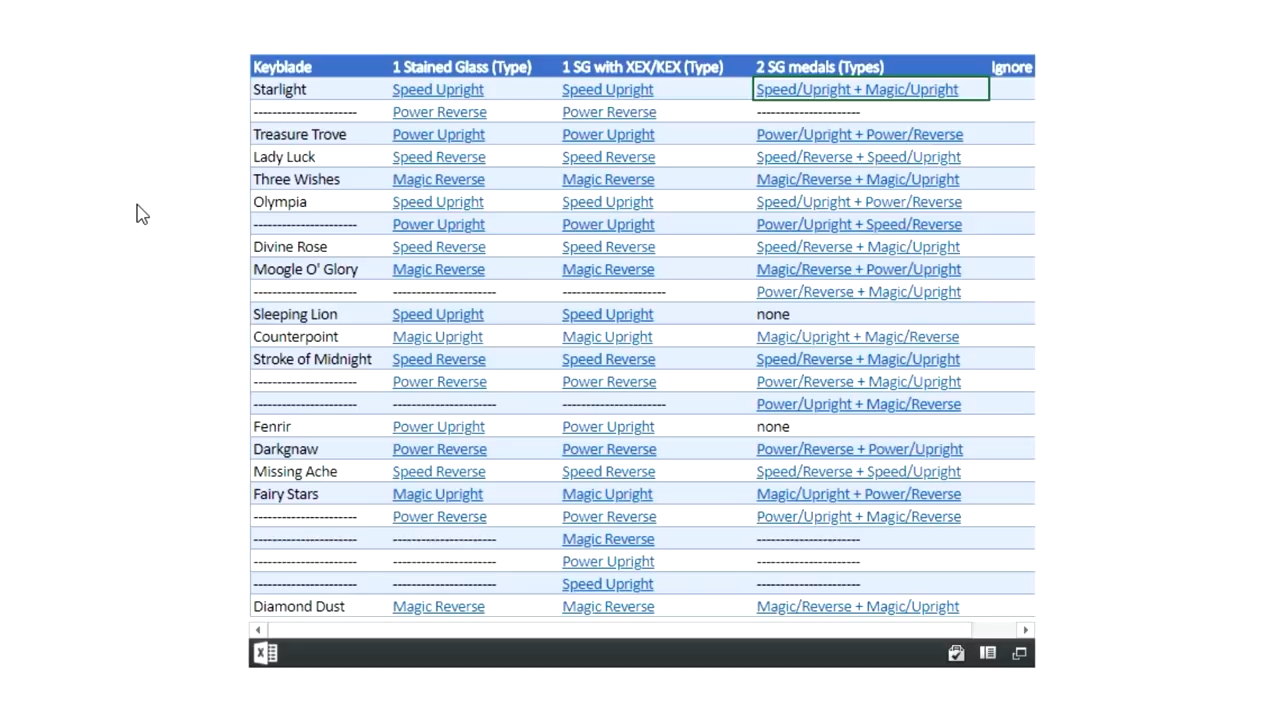 Keyblade 1 Stained Glass (Type) 1 SG with XEX/KEX (Type) 2 SG medals (Types) Ignore
Starlight Speed Upright Speed Upright Speed/Upright + Magic/Upright
---------------------- Power Reverse Power Reverse ----------------------
Treasure Trove Power Upright Power Upright Power/Upright + Power/Reverse
Lady Luck Speed Reverse Speed Reverse Speed/Reverse + Speed/Upright
Three Wishes Magic Reverse Magic Reverse Magic/Reverse + Magic/Upright
Olympia Speed Upright Speed Upright Speed/Upright + Power/Reverse
---------------------- Power Upright Power Upright Power/Upright + Speed/Reverse
Divine Rose Speed Reverse Speed Reverse Speed/Reverse + Magic/Upright
Moogle O' Glory Magic Reverse Magic Reverse Magic/Reverse + Power/Upright
---------------------- ---------------------- ---------------------- Power/Reverse + Magic/Upright
Sleeping Lion Speed Upright Speed Upright none
Counterpoint Magic Upright Magic Upright Magic/Upright + Magic/Reverse
Stroke of Midnight Speed Reverse Speed Reverse Speed/Reverse + Magic/Upright
---------------------- Power Reverse Power Reverse Power/Reverse + Magic/Upright
---------------------- ---------------------- ---------------------- Power/Upright + Magic/Reverse
Fenrir Power Upright Power Upright none
Darkgnaw Power Reverse Power Reverse Power/Reverse + Power/Upright
Missing Ache Speed Reverse Speed Reverse Speed/Reverse + Speed/Upright
Fairy Stars Magic Upright Magic Upright Magic/Upright + Power/Reverse
---------------------- Power Reverse Power Reverse Power/Upright + Magic/Reverse
---------------------- ---------------------- Magic Reverse ----------------------
---------------------- ---------------------- Power Upright ----------------------
---------------------- ---------------------- Speed Upright ----------------------
Diamond Dust Magic Reverse Magic Reverse Magic/Reverse + Magic/Upright